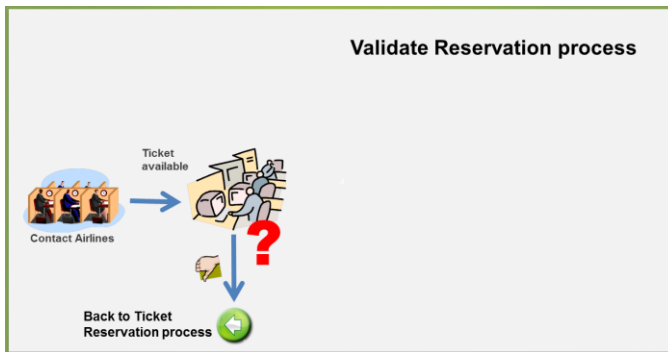 Validate Reservation process
Ticket
available
Contact Airlines
?
Back to Ticket
Reservation process